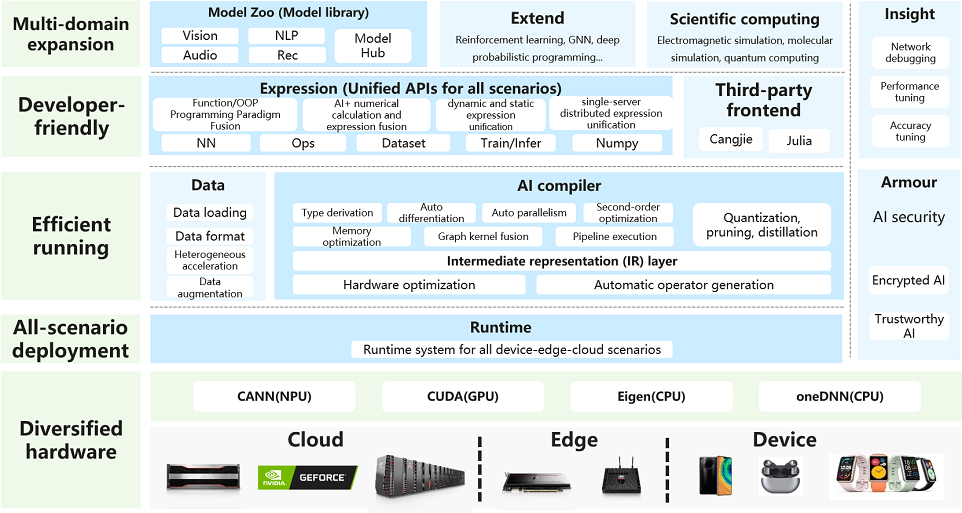 Multi-domain
expansion
Model Zoo (Model library)
Vision
NLP
Model
Hub
Audio
Rec
Extend
Reinforcement learning, GNN, deep
probabilistic programming...
Scientific computing
Electromagnetic simulation, molecular
simulation, quantum computing
Insight
Network
debugging
Performance
tuning
Accuracy
tuning
Developer-
friendly
Expression (Unified APIs for all scenarios)
Function/OOP
Programming Paradigm
Fusion
AI+ numerical
calculation and
expression fusion
dynamic and static
expression
unification
single-server
distributed expression
unification
NN
Ops
Dataset
Train/Infer
Numpy
Third-party
frontend
Cangjie
Julia
Efficient
running
Data
Data loading
Data format
Heterogeneous
acceleration
Data
augmentation
AI compiler
Type derivation
Auto
differentiation
Auto parallelism
Second-order
optimization
Memory
optimization
Graph kernel fusion
Pipeline execution
Quantization,
pruning, distillation
Intermediate representation (IR) layer
Hardware optimization
Automatic operator generation
Armour
AI security
Encrypted AI
Trustworthy
AI
All-scenario
deployment
Runtime
Runtime system for all device-edge-cloud scenarios
Diversified
hardware
CANN(NPU)
CUDA(GPU)
Eigen(CPU)
oneDNN(CPU)
Cloud
Edge
Device
NVIDIA
GEFORCE